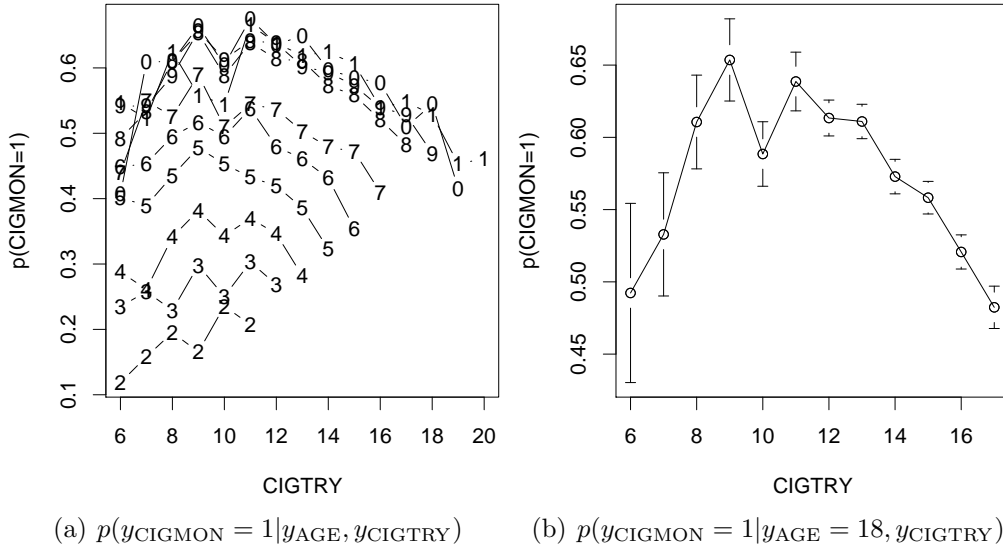 0.1 0.2 0.3 0.4 0.5 0.6
p(CIGMON=1)
6 8 10 12 14 16 18 20
CIGTRY
0.45 0.50 0.55 0.60 0.65
p(CIGMON=1)
6 8 10 12 14 16
CIGTRY
(a) p(y_CIGMON = 1|y_AGE, y_CIGTRY)
(b) p(y_CIGMON = 1|y_AGE = 18, y_CIGTRY)